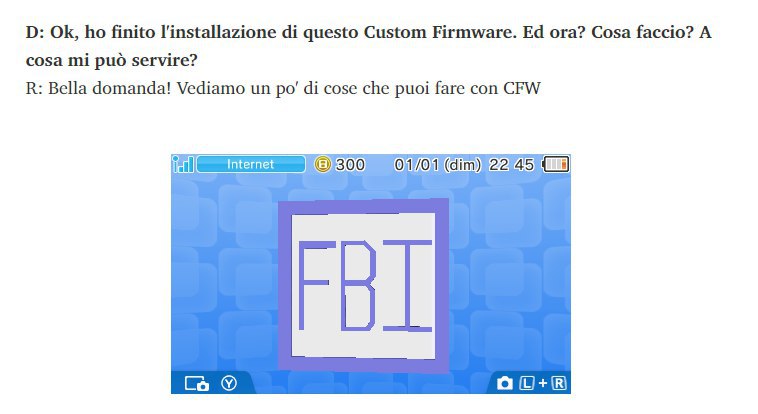 D: Ok, ho finito l'installazione di questo Custom Firmware. Ed ora? Cosa faccio? A
cosa mi può servire?
R: Bella domanda! Vediamo un po' di cose che puoi fare con CFW
Internet 300 01/01 (dim) 22 45
FBI
Y L + R